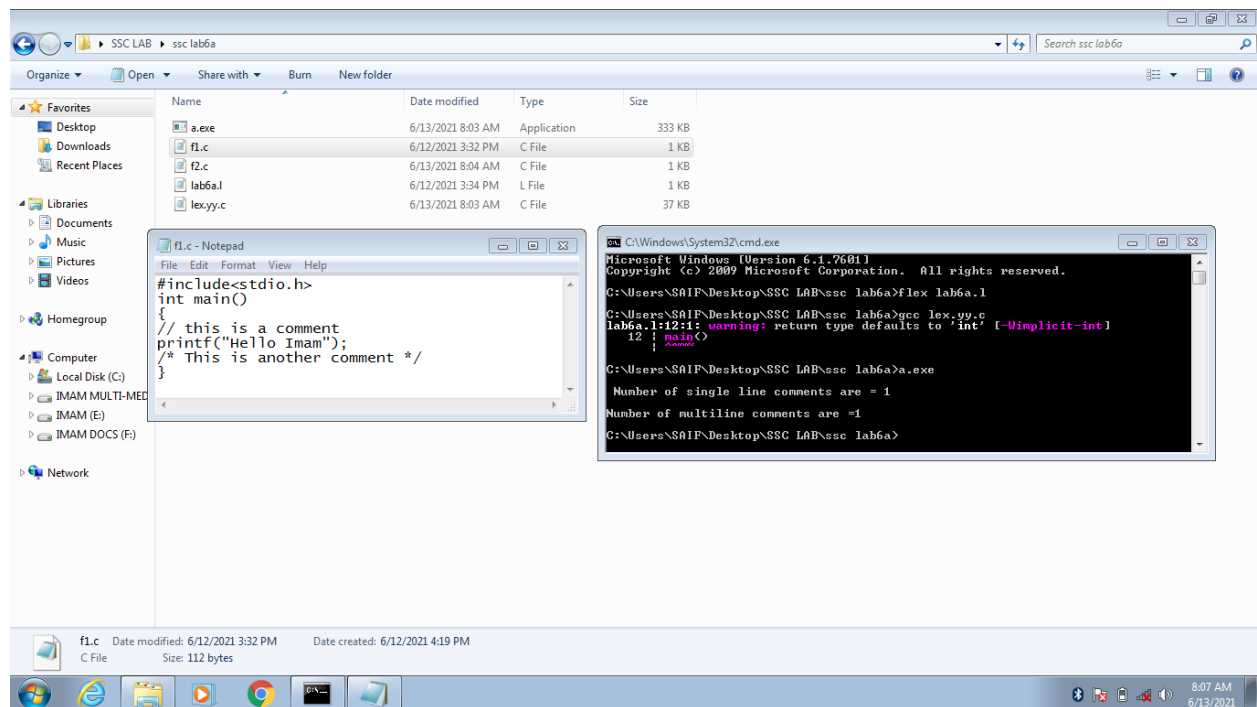 SSC LAB ssc lab6a
Search ssc lab6a
Organize Open Share with Burn New folder
Favorites
Desktop
Downloads
Recent Places
Libraries
Documents
Music
Pictures
Videos
Homegroup
Computer
Local Disk (C:)
IMAM MULTI-MED
IMAM (E:)
IMAM DOCS (F:)
Network
Name Date modified Type Size
a.exe 6/13/2021 8:03 AM Application 333 KB
f1.c 6/12/2021 3:32 PM C File 1 KB
f2.c 6/13/2021 8:04 AM C File 1 KB
lab6a.l 6/12/2021 3:34 PM L File 1 KB
lex.yy.c 6/13/2021 8:03 AM C File 37 KB
f1.c - Notepad
File Edit Format View Help
#include<stdio.h>
int main()
{
// this is a comment
printf("Hello Imam");
/* This is another comment */
}
C:\Windows\System32\cmd.exe
Microsoft Windows [Version 6.1.7601]
Copyright (c) 2009 Microsoft Corporation. All rights reserved.
C:\Users\SAIF\Desktop\SSC LAB\ssc lab6a>flex lab6a.l
C:\Users\SAIF\Desktop\SSC LAB\ssc lab6a>gcc lex.yy.c
lab6a.l:12:1: warning: return type defaults to 'int' [-Wimplicit-int]
12 | main()
| ^~~~
C:\Users\SAIF\Desktop\SSC LAB\ssc lab6a>a.exe
Number of single line comments are = 1
Number of multiline comments are =1
C:\Users\SAIF\Desktop\SSC LAB\ssc lab6a>
f1.c Date modified: 6/12/2021 3:32 PM Date created: 6/12/2021 4:19 PM
C File Size: 112 bytes
8:07 AM
6/13/2021